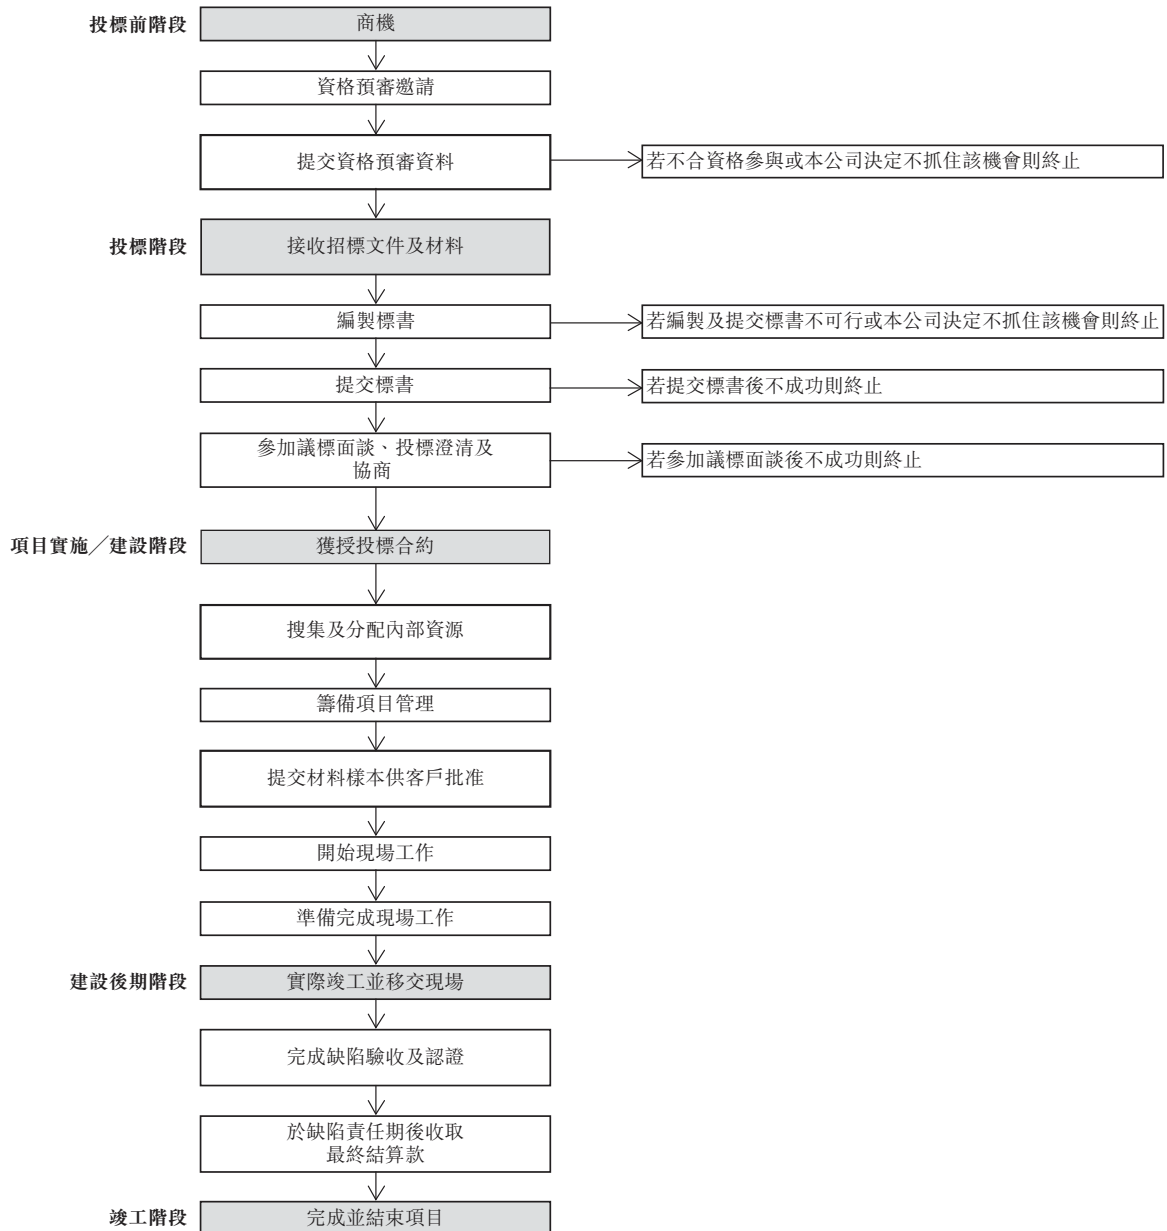 投標前階段
商機
資格預審邀請
提交資格預審資料
若不合資格參與或本公司決定不抓住該機會則終止
投標階段
接收招標文件及材料
編製標書
若編製及提交標書不可行或本公司決定不抓住該機會則終止
提交標書
若提交標書後不成功則終止
參加議標面談、投標澄清及
協商
若參加議標面談後不成功則終止
項目實施╱建設階段
獲授投標合約
搜集及分配內部資源
籌備項目管理
提交材料樣本供客戶批准
開始現場工作
準備完成現場工作
建設後期階段
實際竣工並移交現場
完成缺陷驗收及認證
於缺陷責任期後收取
最終結算款
竣工階段
完成並結束項目